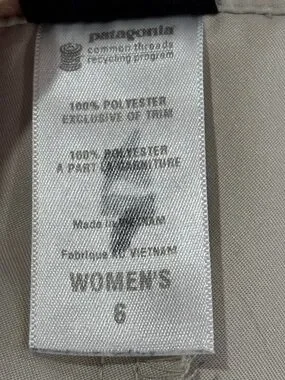 patagonia
common threads
recycling program
100% POLYESTER
EXCLUSIVE OF TRIM
100% POLYESTER
A PART LA GARNITURE
Made in VIETNAM
Fabriqué AU VIETNAM
WOMEN'S
6